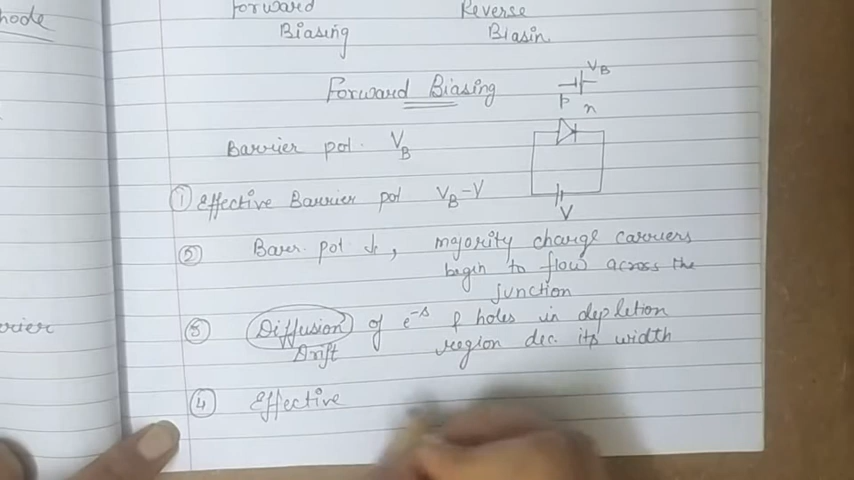 hode
Forward Reverse
Biasing Biasin
Forward Biasing
VB
p n
Barrier pot. VB
① Effective Barrier pot VB-V
V
② Barr. pot ↓, majority charge carriers
begin to flow across the
junction
③ Diffusion of e-s & holes in depletion
Drift region dec. its width
rrier
④ Effective